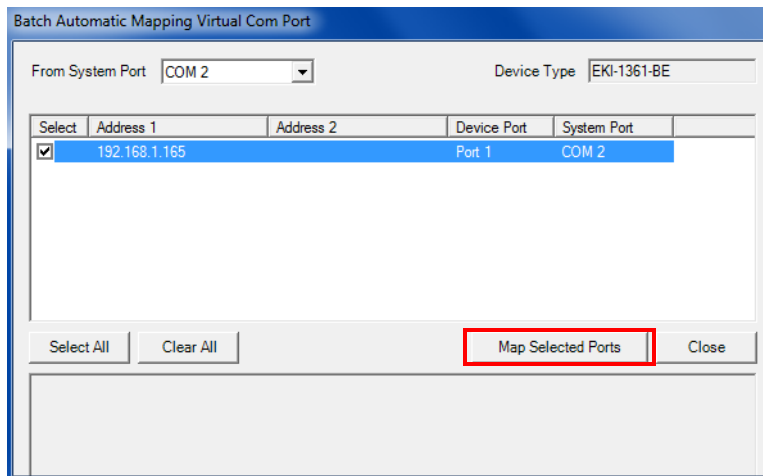 Batch Automatic Mapping Virtual Com Port
From System Port COM 2 Device Type EKI-1361-BE
Select Address 1 Address 2 Device Port System Port
192.168.1.165 Port 1 COM 2
Select All Clear All Map Selected Ports Close